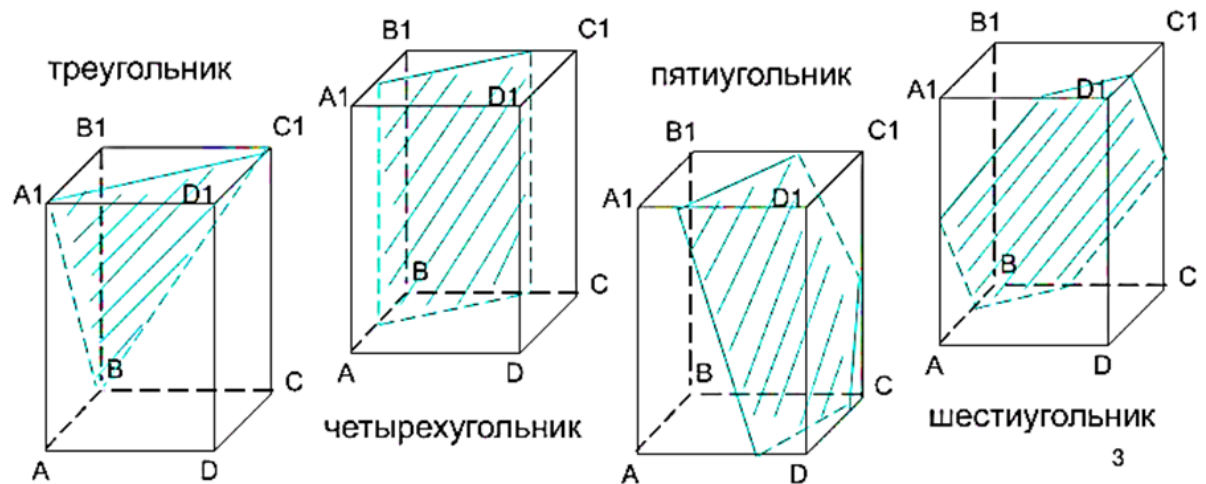 треугольник
B1
C1
A1
D1
B
C
A
D
B1
C1
A1
D1
B
C
A
D
четырехугольник
пятиугольник
B1
C1
A1
D1
B
C
A
D
B1
C1
A1
D1
B
C
A
D
шестиугольник
3